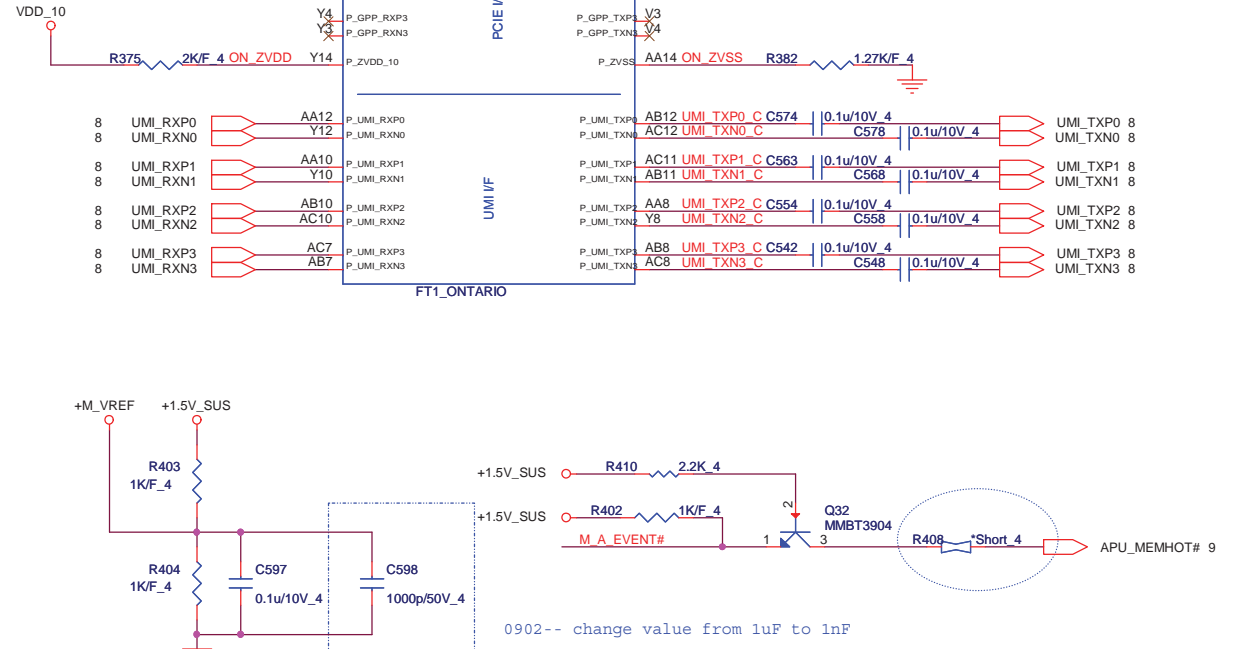 VDD_10
Y4 P_GPP_RXP3 P_GPP_TXP3 V3
Y3 P_GPP_RXN3 P_GPP_TXN3 V4
PCIE I/
R375 2K/F_4 ON_ZVDD Y14 P_ZVDD_10 P_ZVSS AA14 ON_ZVSS R382 1.27K/F_4
8 UMI_RXP0 AA12 P_UMI_RXP0 P_UMI_TXP0 AB12 UMI_TXP0_C C574 0.1u/10V_4 UMI_TXP0 8
8 UMI_RXN0 Y12 P_UMI_RXN0 P_UMI_TXN0 AC12 UMI_TXN0_C C578 0.1u/10V_4 UMI_TXN0 8
8 UMI_RXP1 AA10 P_UMI_RXP1 P_UMI_TXP1 AC11 UMI_TXP1_C C563 0.1u/10V_4 UMI_TXP1 8
8 UMI_RXN1 Y10 P_UMI_RXN1 P_UMI_TXN1 AB11 UMI_TXN1_C C568 0.1u/10V_4 UMI_TXN1 8
UMI I/F
8 UMI_RXP2 AB10 P_UMI_RXP2 P_UMI_TXP2 AA8 UMI_TXP2_C C554 0.1u/10V_4 UMI_TXP2 8
8 UMI_RXN2 AC10 P_UMI_RXN2 P_UMI_TXN2 Y8 UMI_TXN2_C C558 0.1u/10V_4 UMI_TXN2 8
8 UMI_RXP3 AC7 P_UMI_RXP3 P_UMI_TXP3 AB8 UMI_TXP3_C C542 0.1u/10V_4 UMI_TXP3 8
8 UMI_RXN3 AB7 P_UMI_RXN3 P_UMI_TXN3 AC8 UMI_TXN3_C C548 0.1u/10V_4 UMI_TXN3 8
FT1_ONTARIO
+M_VREF +1.5V_SUS
R403
1K/F_4
+1.5V_SUS R410 2.2K_4
+1.5V_SUS R402 1K/F_4
2 Q32
MMBT3904
M_A_EVENT# 1 3 R408 *Short_4 APU_MEMHOT# 9
R404
1K/F_4
C597
0.1u/10V_4
C598
1000p/50V_4
0902-- change value from 1uF to 1nF